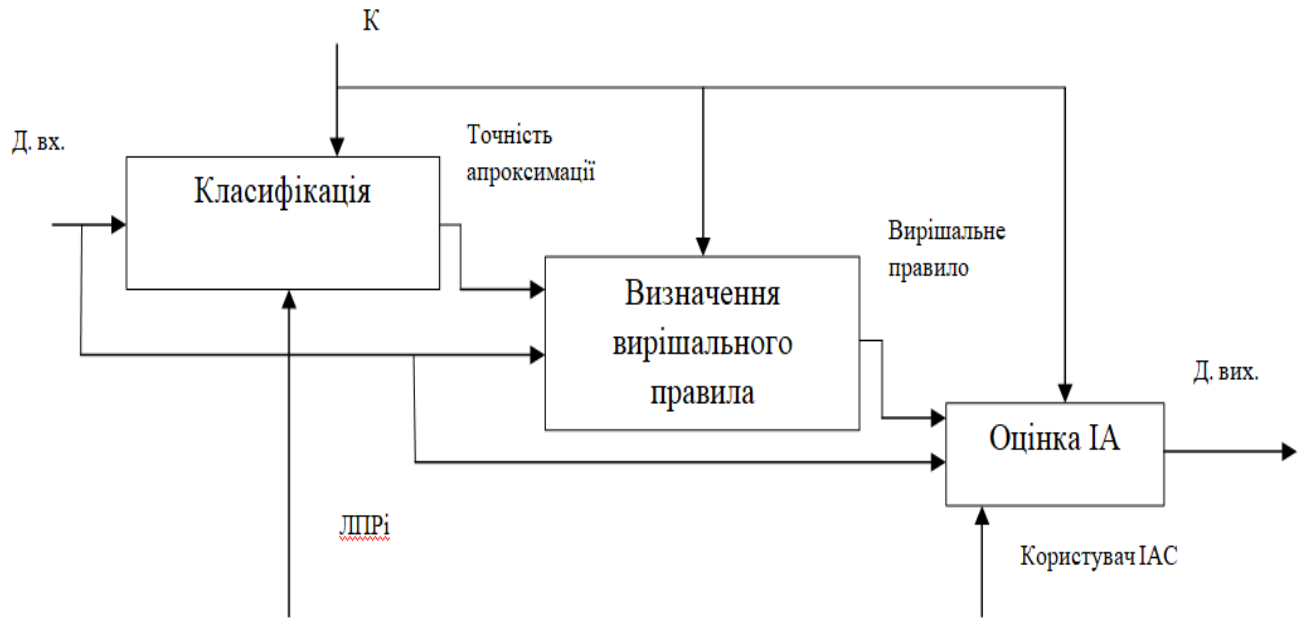 К
Д. вх.
Точність
апроксимації
Класифікація
Вирішальне
правило
Визначення
вирішального
правила
Д. вих.
Оцінка ІА
ЛПРі
Користувач ІАС